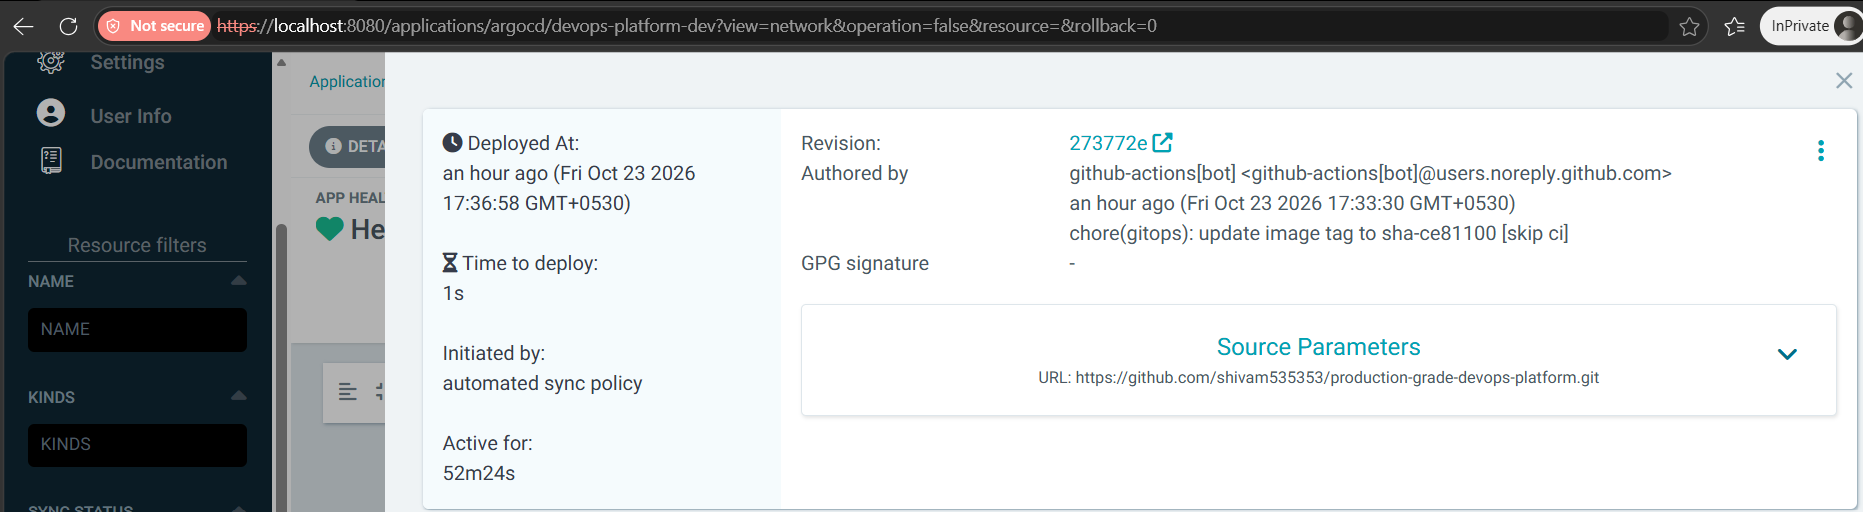 Not secure https://localhost:8080/applications/argocd/devops-platform-dev?view=network&operation=false&resource=&rollback=0 InPrivate
Settings
User Info
Documentation
Resource filters
NAME
NAME
KINDS
KINDS
SYNC STATUS
Application
DETA
APP HEAL
He
Deployed At:
an hour ago (Fri Oct 23 2026
17:36:58 GMT+0530)
Time to deploy:
1s
Initiated by:
automated sync policy
Active for:
52m24s
Revision: 273772e
Authored by github-actions[bot] <github-actions[bot]@users.noreply.github.com>
an hour ago (Fri Oct 23 2026 17:33:30 GMT+0530)
chore(gitops): update image tag to sha-ce81100 [skip ci]
GPG signature -
Source Parameters
URL: https://github.com/shivam535353/production-grade-devops-platform.git